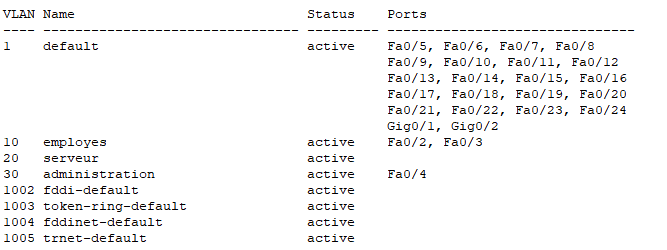 VLAN Name                             Status    Ports
---- -------------------------------- --------- -------------------------------
1    default                          active    Fa0/5, Fa0/6, Fa0/7, Fa0/8
                                                Fa0/9, Fa0/10, Fa0/11, Fa0/12
                                                Fa0/13, Fa0/14, Fa0/15, Fa0/16
                                                Fa0/17, Fa0/18, Fa0/19, Fa0/20
                                                Fa0/21, Fa0/22, Fa0/23, Fa0/24
                                                Gig0/1, Gig0/2
10   employes                         active    Fa0/2, Fa0/3
20   serveur                          active
30   administration                   active    Fa0/4
1002 fddi-default                     active
1003 token-ring-default               active
1004 fddinet-default                  active
1005 trnet-default                    active